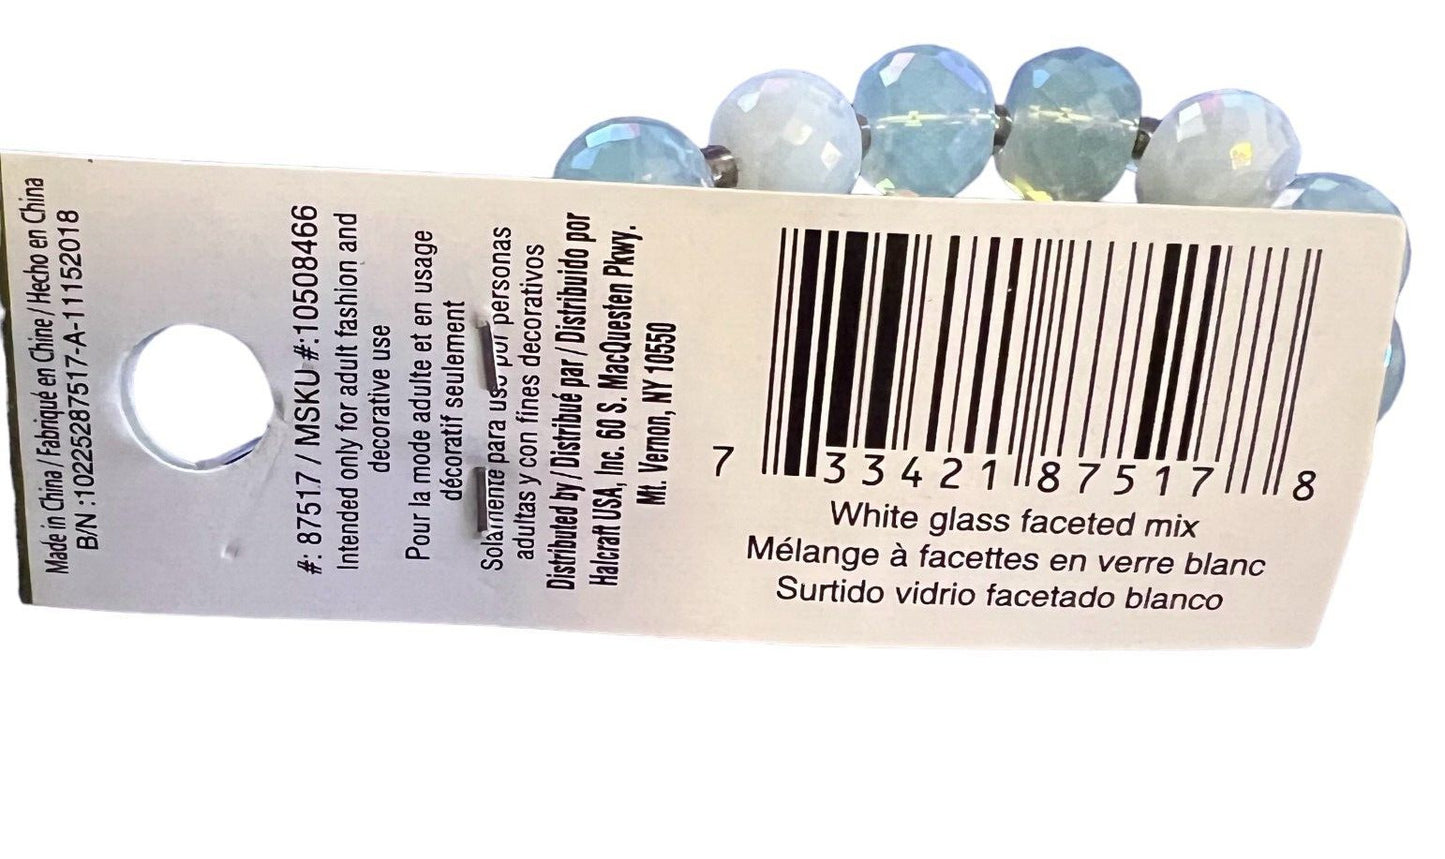 Made in China / Fabriqué en Chine / Hecho en China
B/N :1022528​7517-A-11152018
#: 87517 / MSKU #:10508466
Intended only for adult fashion and
decorative use
Pour la mode adulte et en usage
décoratif seulement
Solamente para uso por personas
adultas y con fines decorativos
Distributed by / Distribué par / Distribuido por
Halcraft USA, Inc. 60 S. MacQuesten Pkwy.
Mt. Vernon, NY 10550
7 33421 87517 8
White glass faceted mix
Mélange à facettes en verre blanc
Surtido vidrio facetado blanco